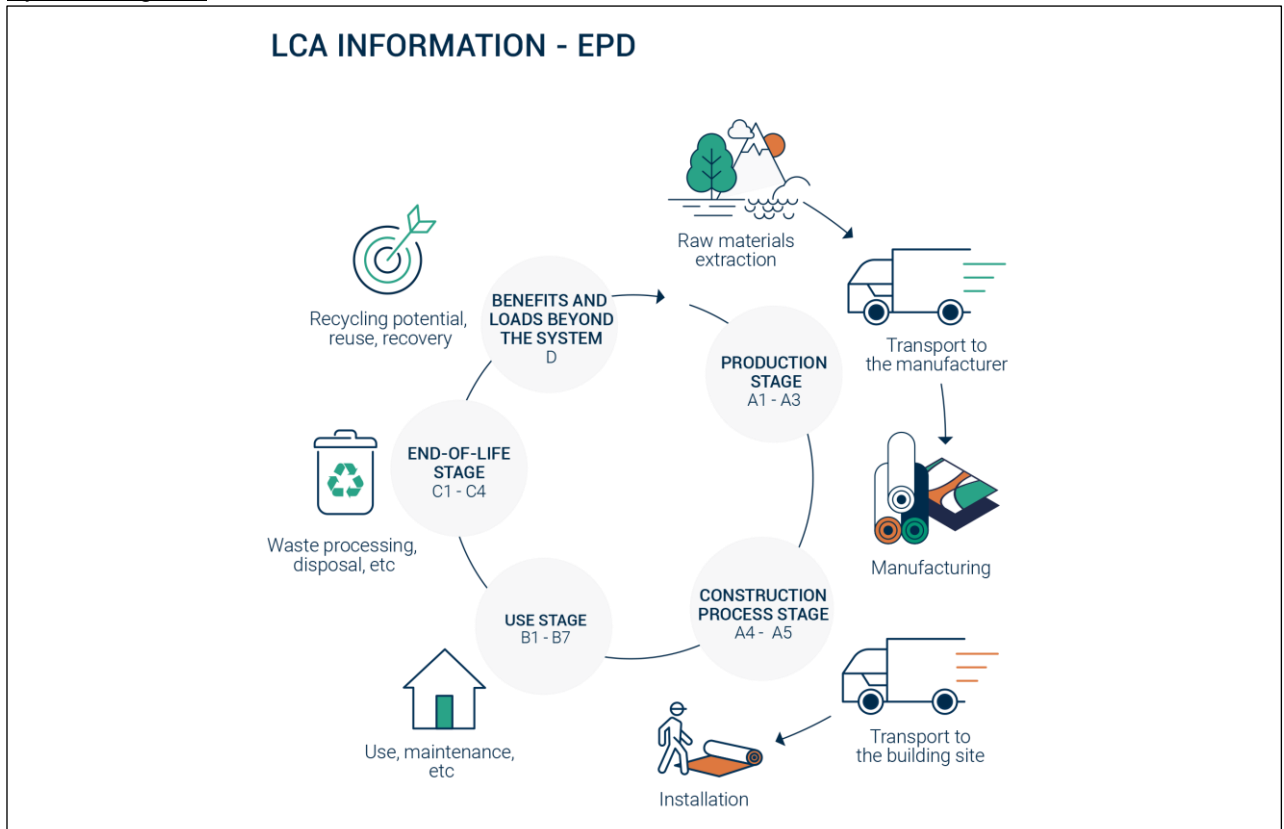 LCA INFORMATION - EPD
Raw materials
extraction
Transport to
the manufacturer
Manufacturing
Transport to
the building site
Installation
Use, maintenance,
etc
Waste processing,
disposal, etc
Recycling potential,
reuse, recovery
BENEFITS AND
LOADS BEYOND
THE SYSTEM
D
PRODUCTION
STAGE
A1 - A3
CONSTRUCTION
PROCESS STAGE
A4 - A5
USE STAGE
B1 - B7
END-OF-LIFE
STAGE
C1 - C4